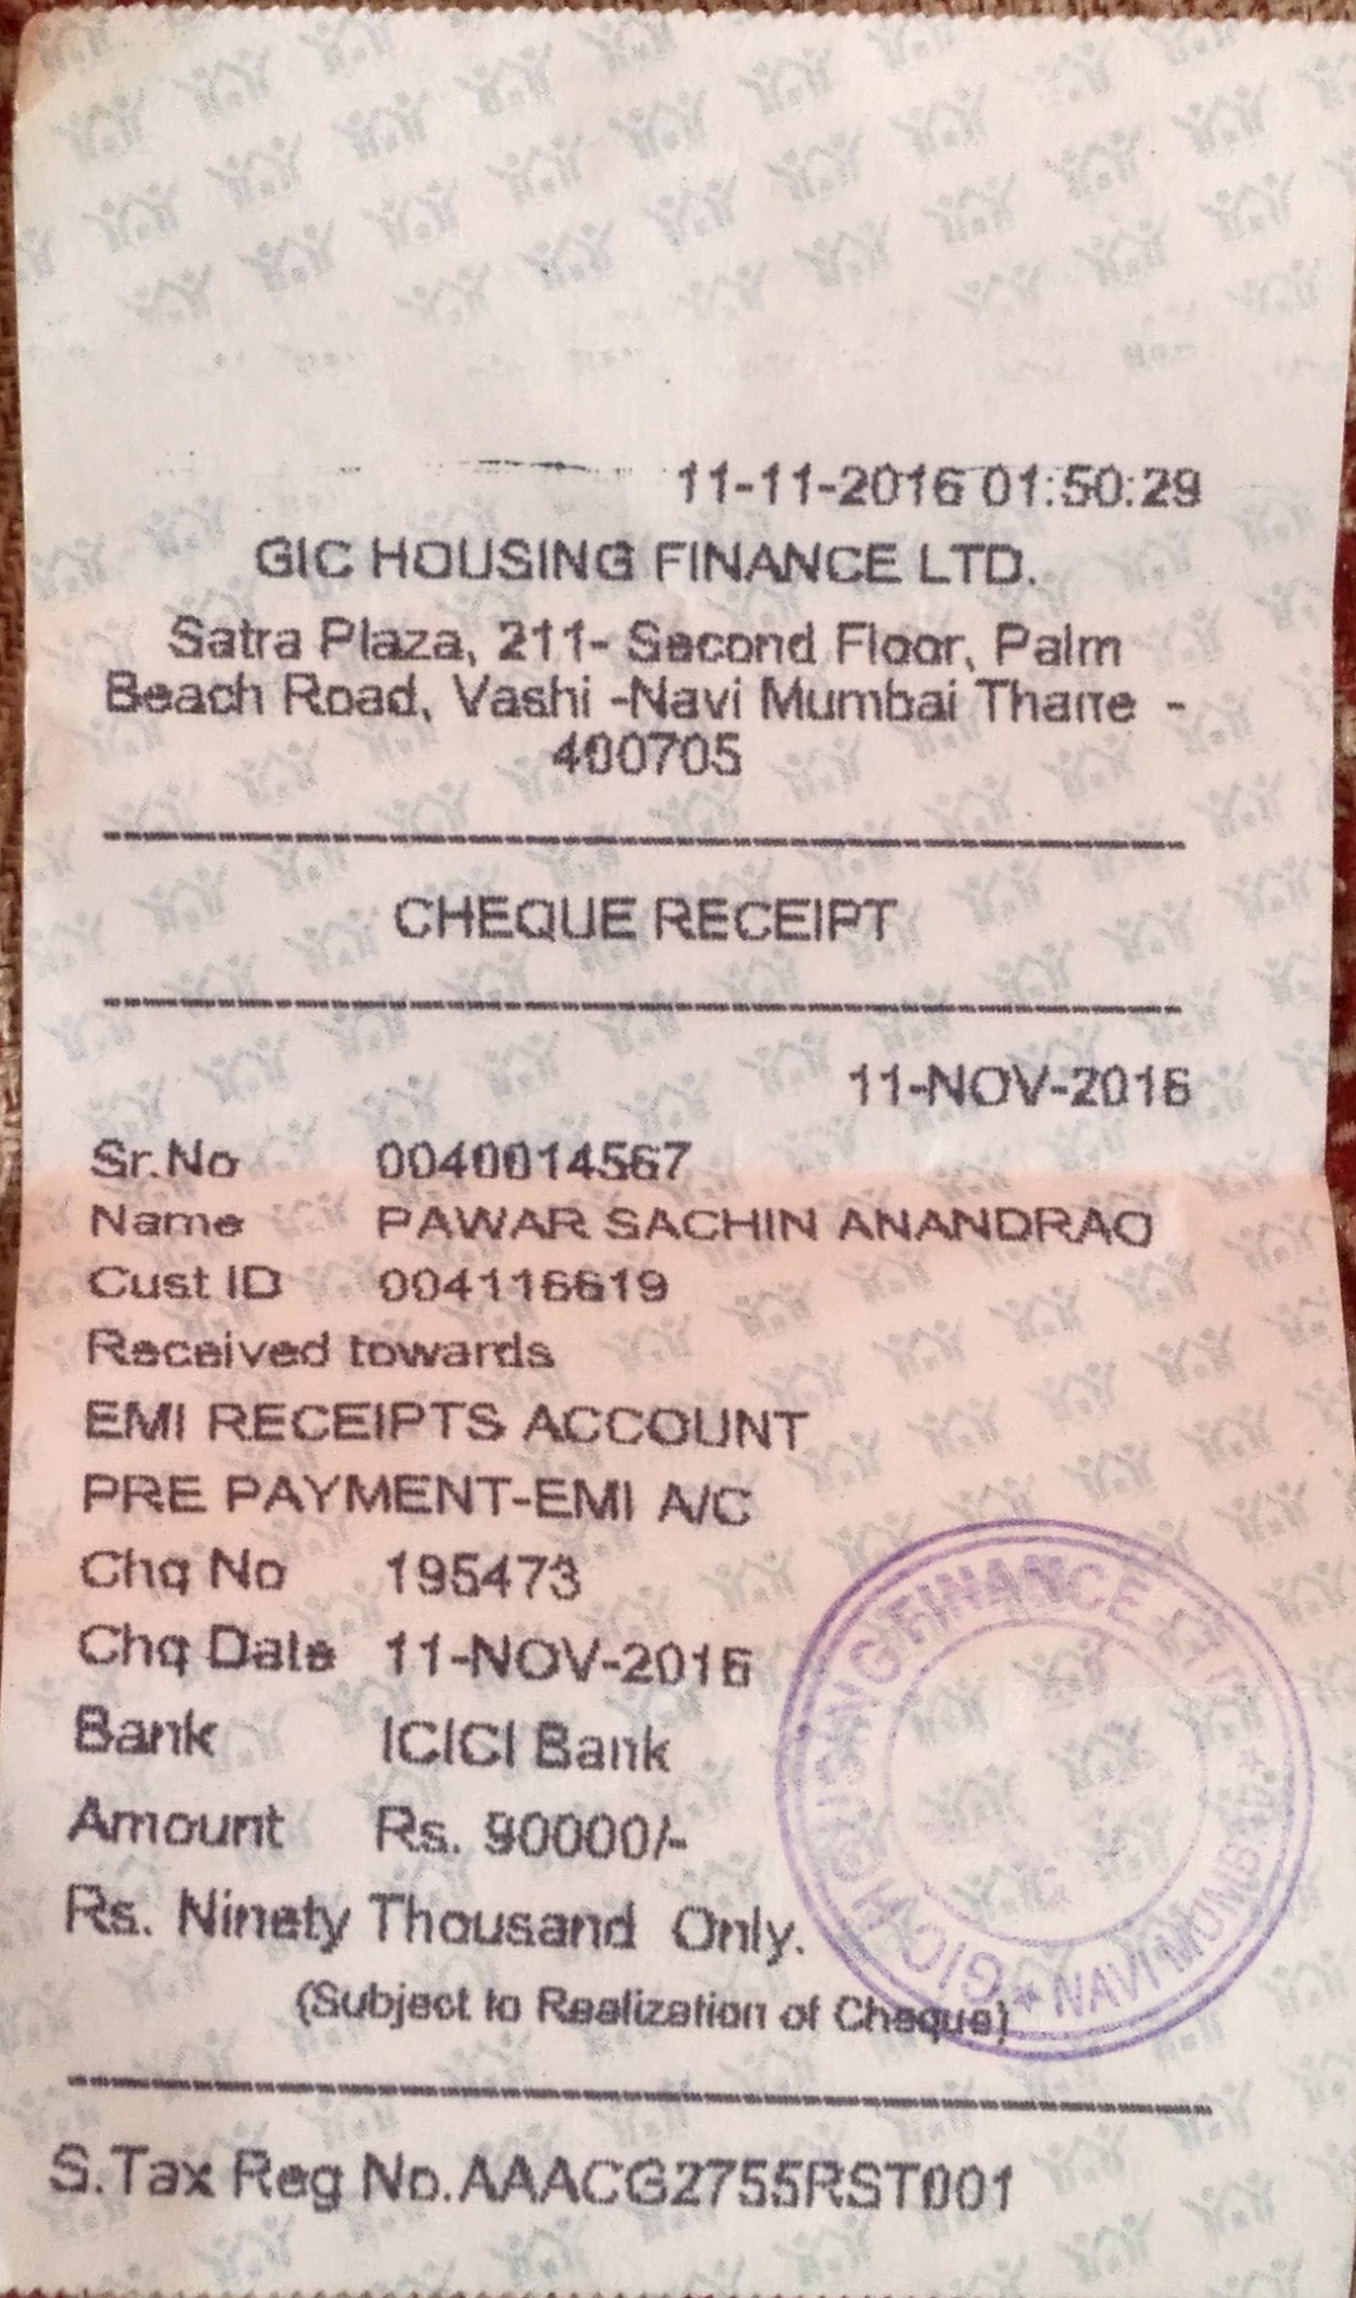 11-11-2016 01:50:29
GIC HOUSING FINANCE LTD.
Satra Plaza, 211- Second Floor, Palm
Beach Road, Vashi -Navi Mumbai Thane -
400705
CHEQUE RECEIPT
11-NOV-2016
Sr.No 0040014567
Name PAWAR SACHIN ANANDRAO
Cust ID 004116619
Received towards
EMI RECEIPTS ACCOUNT
PRE PAYMENT-EMI A/C
Chq No 195473
Chq Date 11-NOV-2016
Bank ICICI Bank
Amount Rs. 90000/-
Rs. Ninety Thousand Only.
(Subject to Realization of Cheque)
GIC HOUSING FINANCE LTD.
* NAVI MUMBAI *
S.Tax Reg No.AAACG2755RST001